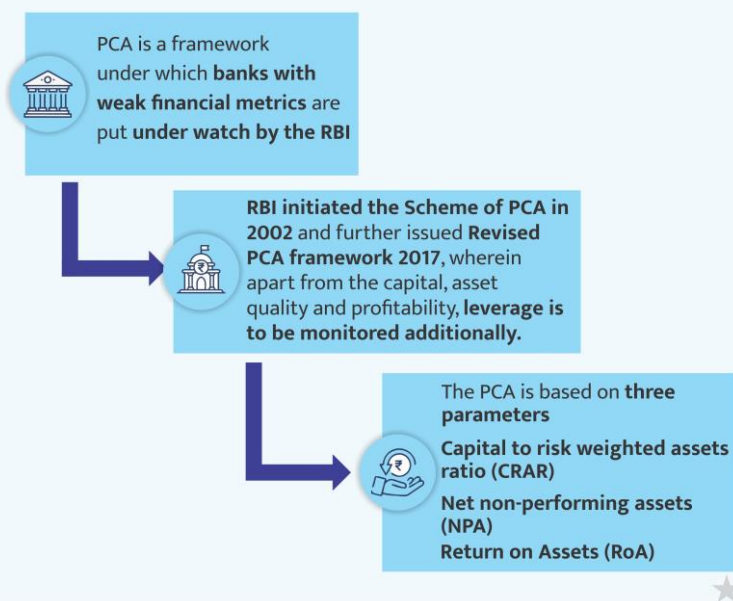 PCA is a framework
under which banks with
weak financial metrics are
put under watch by the RBI
RBI initiated the Scheme of PCA in
2002 and further issued Revised
PCA framework 2017, wherein
apart from the capital, asset
quality and profitability, leverage is
to be monitored additionally.
The PCA is based on three
parameters
Capital to risk weighted assets
ratio (CRAR)
Net non-performing assets
(NPA)
Return on Assets (RoA)